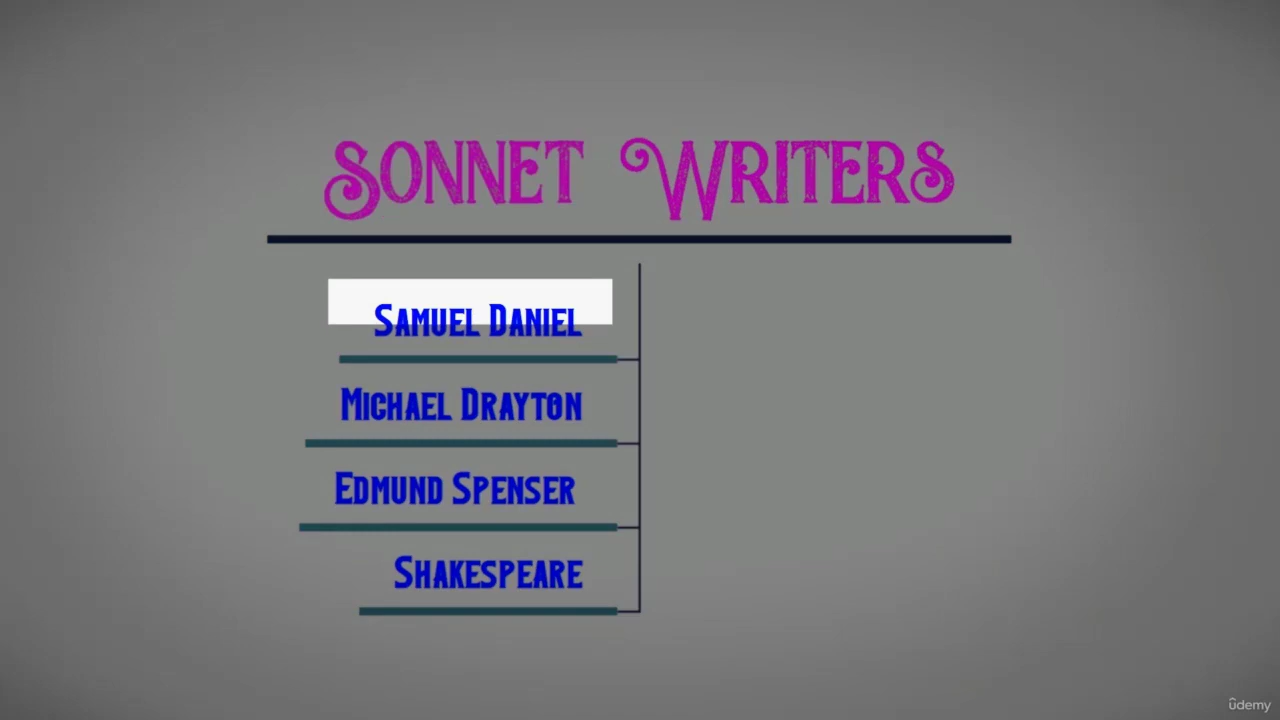 Sonnet Writers
Samuel Daniel
Michael Drayton
Edmund Spenser
Shakespeare
ûdemy